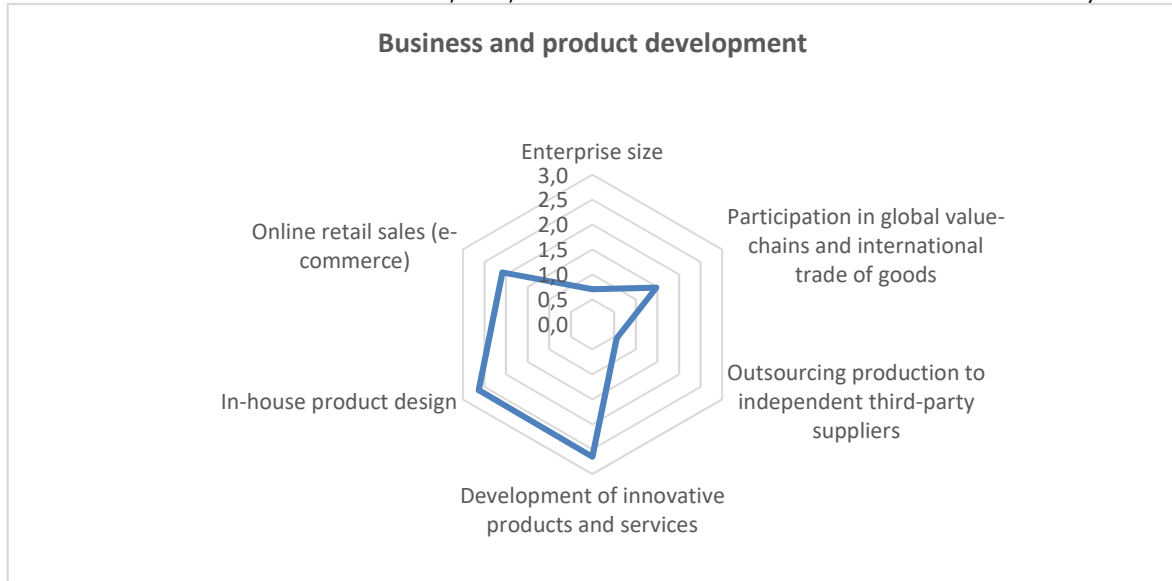 Business and product development
Enterprise size
3,0
2,5
2,0
1,5
1,0
0,5
0,0
Participation in global value-
chains and international
trade of goods
Outsourcing production to
independent third-party
suppliers
Development of innovative
products and services
In-house product design
Online retail sales (e-
commerce)